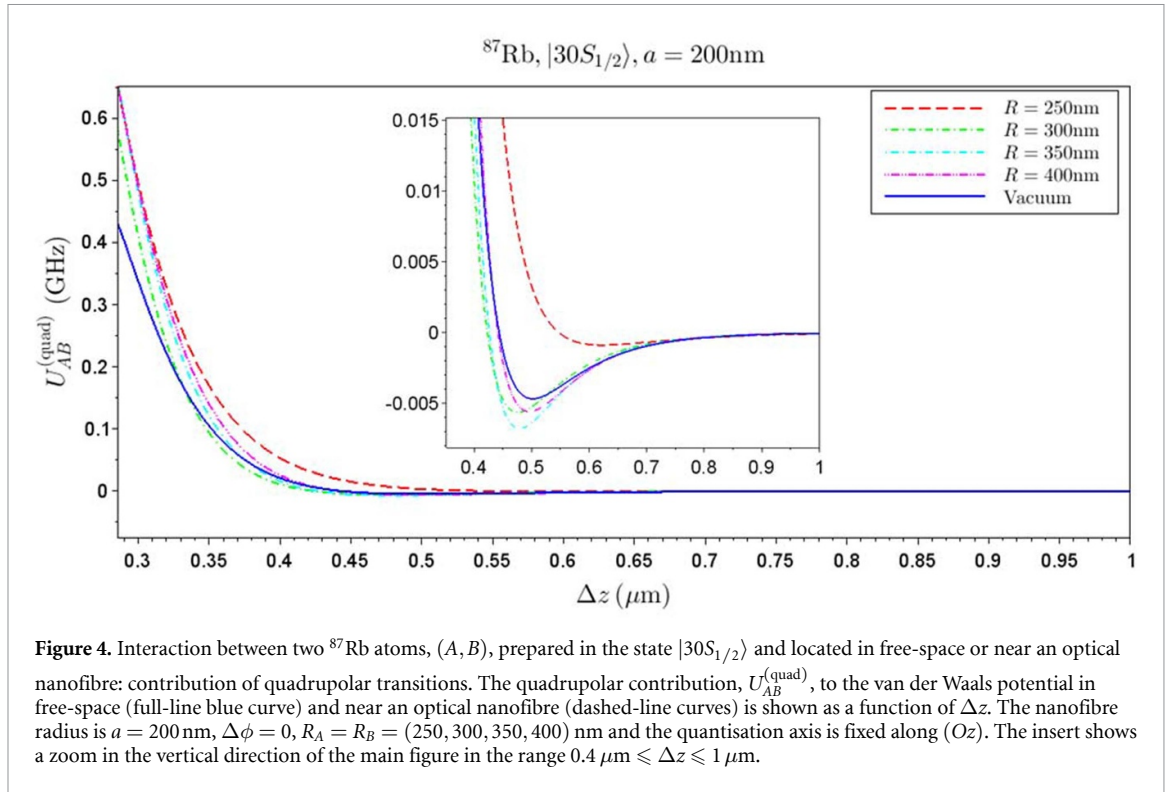 ⁸⁷Rb, |30S₁/₂⟩, a = 200nm
R = 250nm
R = 300nm
R = 350nm
R = 400nm
Vacuum
0.6
0.5
0.4
0.3
0.2
0.1
0
U_AB^(quad) (GHz)
0.015
0.01
0.005
0
-0.005
0.4 0.5 0.6 0.7 0.8 0.9 1
0.3 0.35 0.4 0.45 0.5 0.55 0.6 0.65 0.7 0.75 0.8 0.85 0.9 0.95 1
Δz (μm)
Figure 4. Interaction between two ⁸⁷Rb atoms, (A, B), prepared in the state |30S₁/₂⟩ and located in free-space or near an optical
nanofibre: contribution of quadrupolar transitions. The quadrupolar contribution, U_AB^(quad), to the van der Waals potential in
free-space (full-line blue curve) and near an optical nanofibre (dashed-line curves) is shown as a function of Δz. The nanofibre
radius is a = 200 nm, Δϕ = 0, R_A = R_B = (250, 300, 350, 400) nm and the quantisation axis is fixed along (Oz). The insert shows
a zoom in the vertical direction of the main figure in the range 0.4 μm ⩽ Δz ⩽ 1 μm.